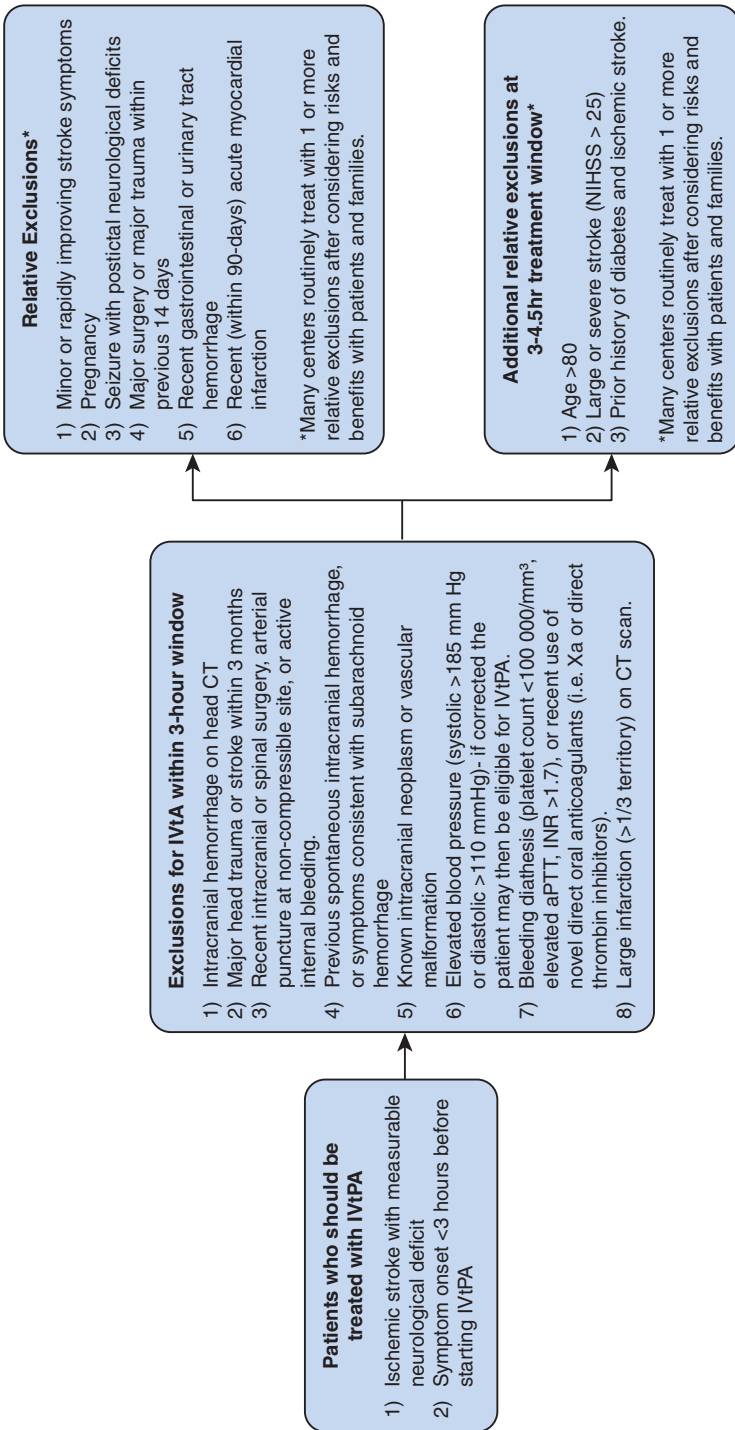 Patients who should be
treated with IVtPA
1) Ischemic stroke with measurable
neurological deficit
2) Symptom onset <3 hours before
starting IVtPA
Exclusions for IVtA within 3-hour window
1) Intracranial hemorrhage on head CT
2) Major head trauma or stroke within 3 months
3) Recent intracranial or spinal surgery, arterial
puncture at non-compressible site, or active
internal bleeding.
4) Previous spontaneous intracranial hemorrhage,
or symptoms consistent with subarachnoid
hemorrhage
5) Known intracranial neoplasm or vascular
malformation
6) Elevated blood pressure (systolic >185 mm Hg
or diastolic >110 mmHg)- if corrected the
patient may then be eligible for IVtPA.
7) Bleeding diathesis (platelet count <100 000/mm³,
elevated aPTT, INR >1.7), or recent use of
novel direct oral anticoagulants (i.e. Xa or direct
thrombin inhibitors).
8) Large infarction (>1/3 territory) on CT scan.
Relative Exclusions*
1) Minor or rapidly improving stroke symptoms
2) Pregnancy
3) Seizure with postictal neurological deficits
4) Major surgery or major trauma within
previous 14 days
5) Recent gastrointestinal or urinary tract
hemorrhage
6) Recent (within 90-days) acute myocardial
infarction
*Many centers routinely treat with 1 or more
relative exclusions after considering risks and
benefits with patients and families.
Additional relative exclusions at
3-4.5hr treatment window*
1) Age >80
2) Large or severe stroke (NIHSS > 25)
3) Prior history of diabetes and ischemic stroke.
*Many centers routinely treat with 1 or more
relative exclusions after considering risks and
benefits with patients and families.